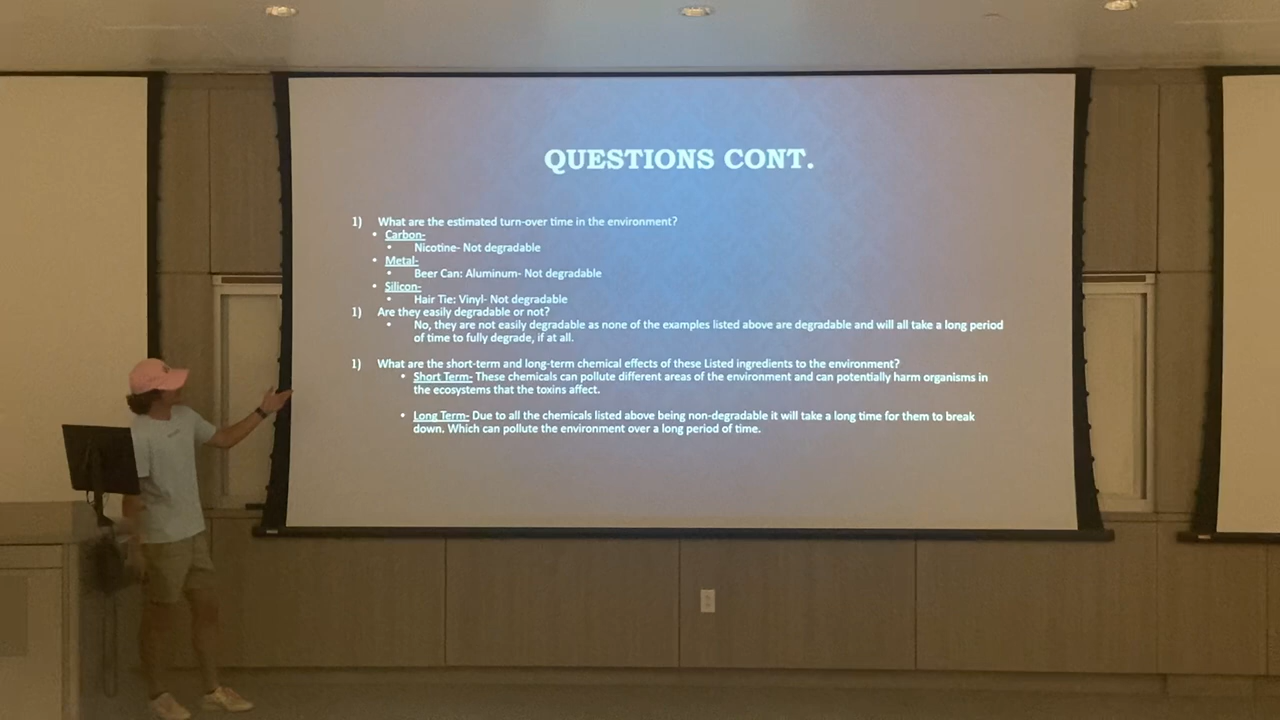 QUESTIONS CONT.
1) What are the estimated turn-over time in the environment?
• Carbon-
• Nicotine- Not degradable
• Metal-
• Beer Can: Aluminum- Not degradable
• Silicon-
• Hair Tie: Vinyl- Not degradable
1) Are they easily degradable or not?
• No, they are not easily degradable as none of the examples listed above are degradable and will all take a long period
of time to fully degrade, if at all.
1) What are the short-term and long-term chemical effects of these Listed ingredients to the environment?
• Short Term- These chemicals can pollute different areas of the environment and can potentially harm organisms in
the ecosystems that the toxins affect.
• Long Term- Due to all the chemicals listed above being non-degradable it will take a long time for them to break
down. Which can pollute the environment over a long period of time.